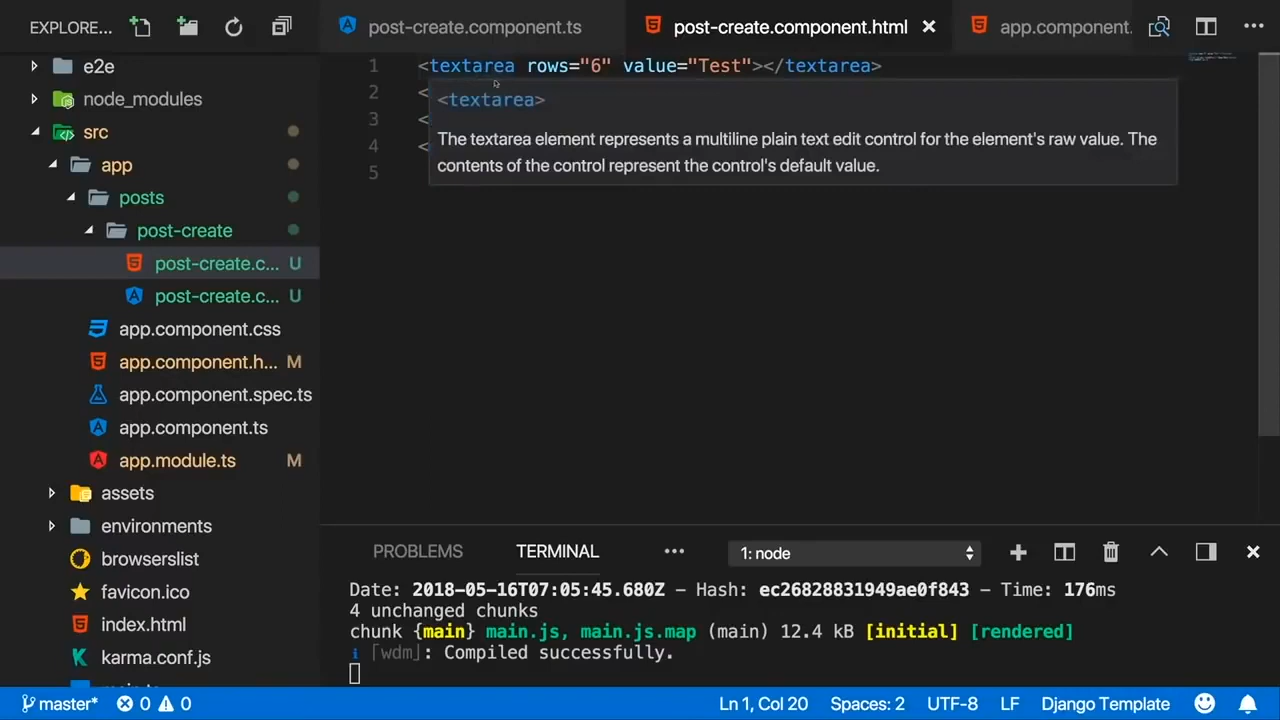 EXPLORE...
post-create.component.ts
post-create.component.html
app.component.
e2e
node_modules
src
app
posts
post-create
post-create.c... U
post-create.c... U
app.component.css
app.component.h... M
app.component.spec.ts
app.component.ts
app.module.ts M
assets
environments
browserslist
favicon.ico
index.html
karma.conf.js
1 <textarea rows="6" value="Test"></textarea>
2 <
3 <
4 <
5
<textarea>
The textarea element represents a multiline plain text edit control for the element's raw value. The
contents of the control represent the control's default value.
PROBLEMS TERMINAL ... 1: node
Date: 2018-05-16T07:05:45.680Z - Hash: ec26828831949ae0f843 - Time: 176ms
4 unchanged chunks
chunk {main} main.js, main.js.map (main) 12.4 kB [initial] [rendered]
i ｢wdm｣: Compiled successfully.
master* 0 0 Ln 1, Col 20 Spaces: 2 UTF-8 LF Django Template